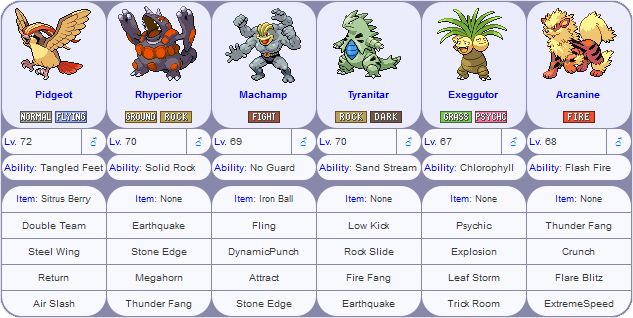 Pidgeot Rhyperior Machamp Tyranitar Exeggutor Arcanine
NORMAL FLYING GROUND ROCK FIGHT ROCK DARK GRASS PSYCHC FIRE
Lv. 72 ♂ Lv. 70 ♂ Lv. 69 ♂ Lv. 70 ♂ Lv. 67 ♂ Lv. 68 ♂
Ability: Tangled Feet Ability: Solid Rock Ability: No Guard Ability: Sand Stream Ability: Chlorophyll Ability: Flash Fire
Item: Sitrus Berry Item: None Item: Iron Ball Item: None Item: None Item: None
Double Team Earthquake Fling Low Kick Psychic Thunder Fang
Steel Wing Stone Edge DynamicPunch Rock Slide Explosion Crunch
Return Megahorn Attract Fire Fang Leaf Storm Flare Blitz
Air Slash Thunder Fang Stone Edge Earthquake Trick Room ExtremeSpeed